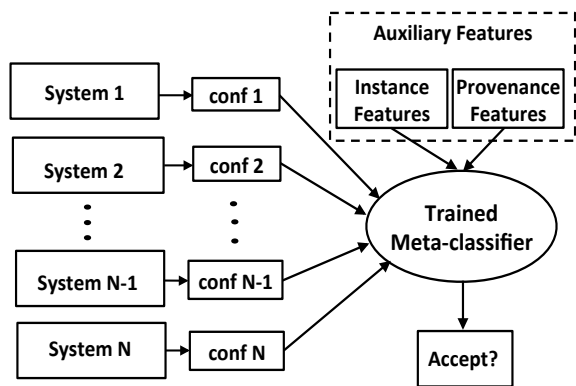 Auxiliary Features
Instance
Features
Provenance
Features
System 1
conf 1
System 2
conf 2
System N-1
conf N-1
System N
conf N
Trained
Meta-classifier
Accept?